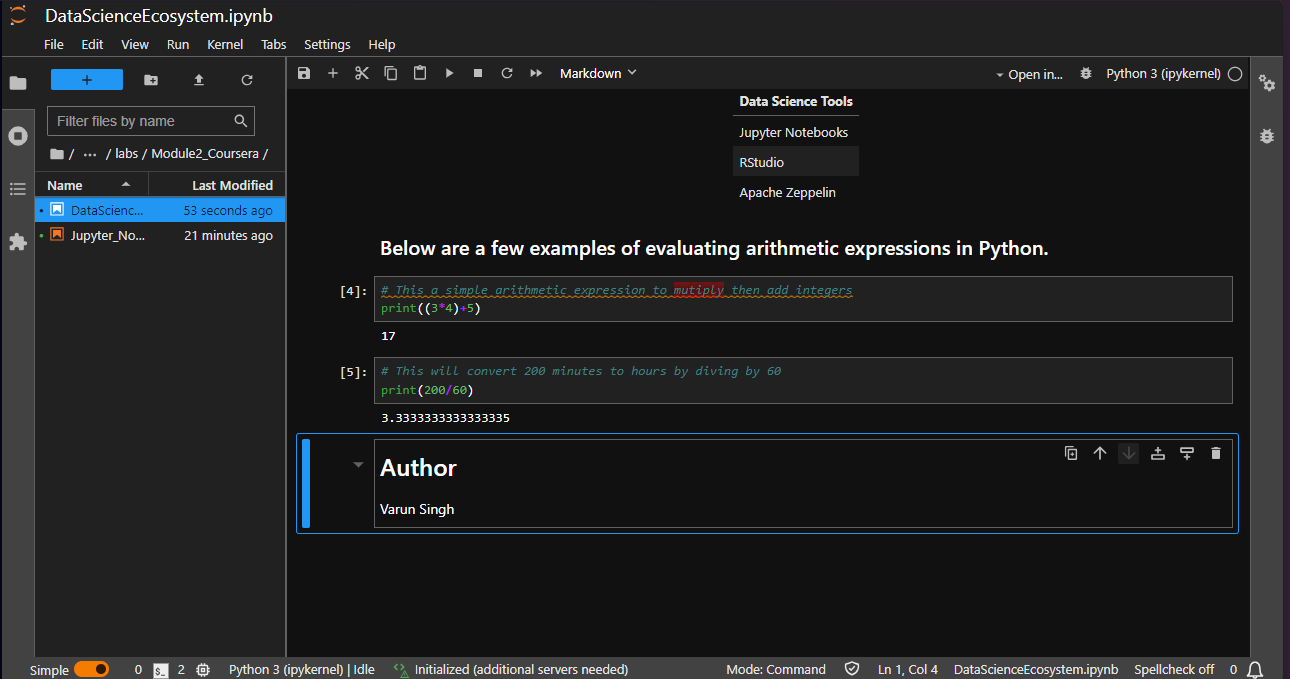 DataScienceEcosystem.ipynb
File Edit View Run Kernel Tabs Settings Help
+
Filter files by name
/ ... / labs / Module2_Coursera /
Name Last Modified
DataScienc... 53 seconds ago
Jupyter_No... 21 minutes ago
Markdown
Open in...
Python 3 (ipykernel)
Data Science Tools
Jupyter Notebooks
RStudio
Apache Zeppelin
Below are a few examples of evaluating arithmetic expressions in Python.
[4]: # This a simple arithmetic expression to mutiply then add integers
print((3*4)+5)
17
[5]: # This will convert 200 minutes to hours by diving by 60
print(200/60)
3.3333333333333335
Author
Varun Singh
Simple 0 $_ 2 Python 3 (ipykernel) | Idle Initialized (additional servers needed) Mode: Command Ln 1, Col 4 DataScienceEcosystem.ipynb Spellcheck off 0